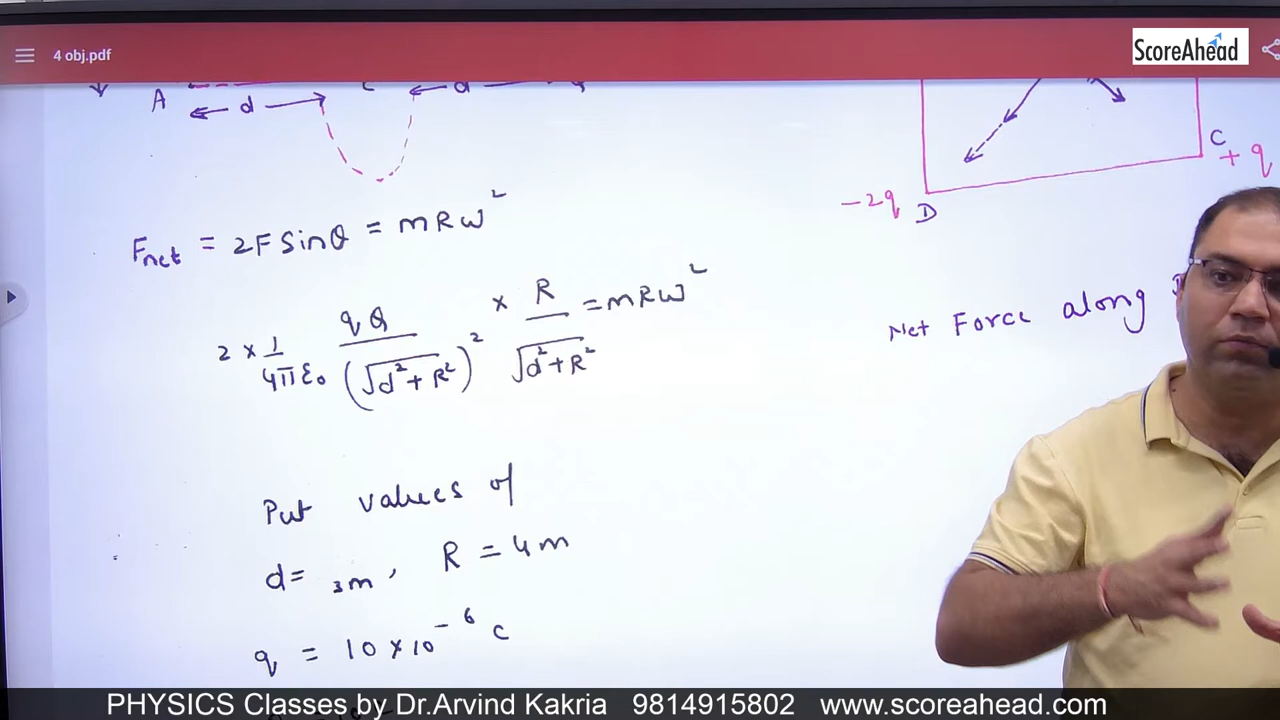 4 obj.pdf
ScoreAhead
A
d
d
C
+ q
- 2q
D
Fnet = 2F Sinθ = mRω²
2 × 1/4πε₀ qQ/(√d²+R²)² × R/√d²+R² = mRω²
Net Force along
Put values of
d = 3m, R = 4m
q = 10 × 10⁻⁶ C
PHYSICS Classes by Dr.Arvind Kakria 9814915802 www.scoreahead.com